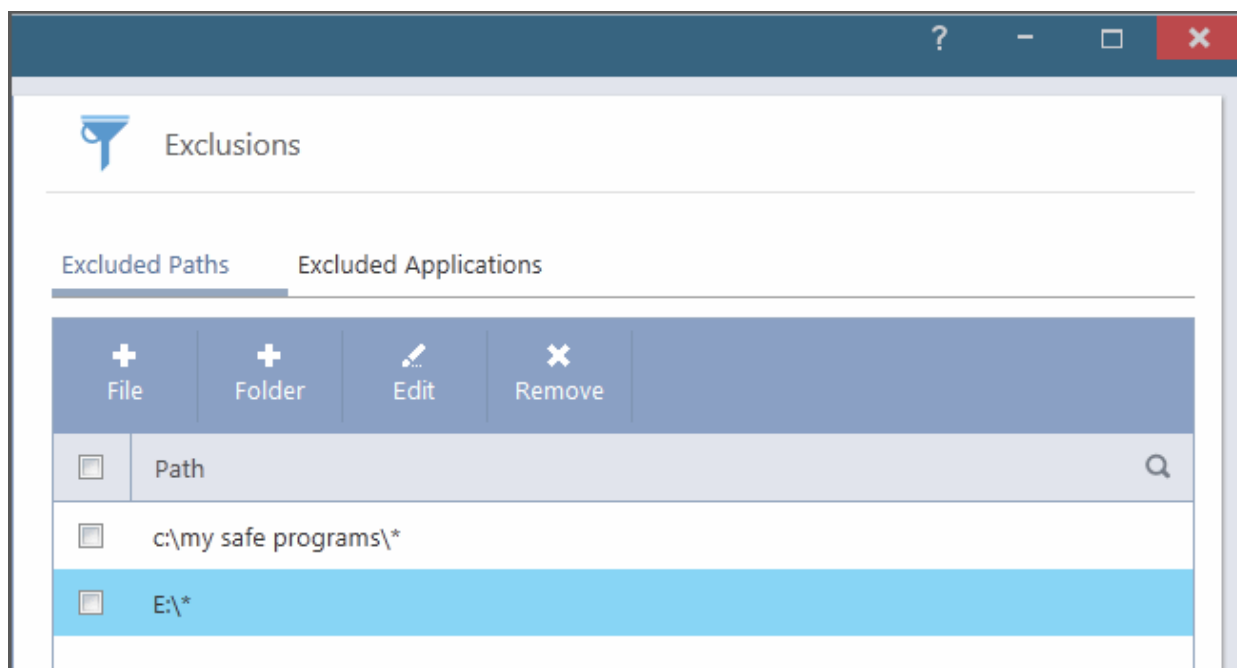 ?
Exclusions
Excluded Paths Excluded Applications
File Folder Edit Remove
Path
c:\my safe programs\*
E:\*